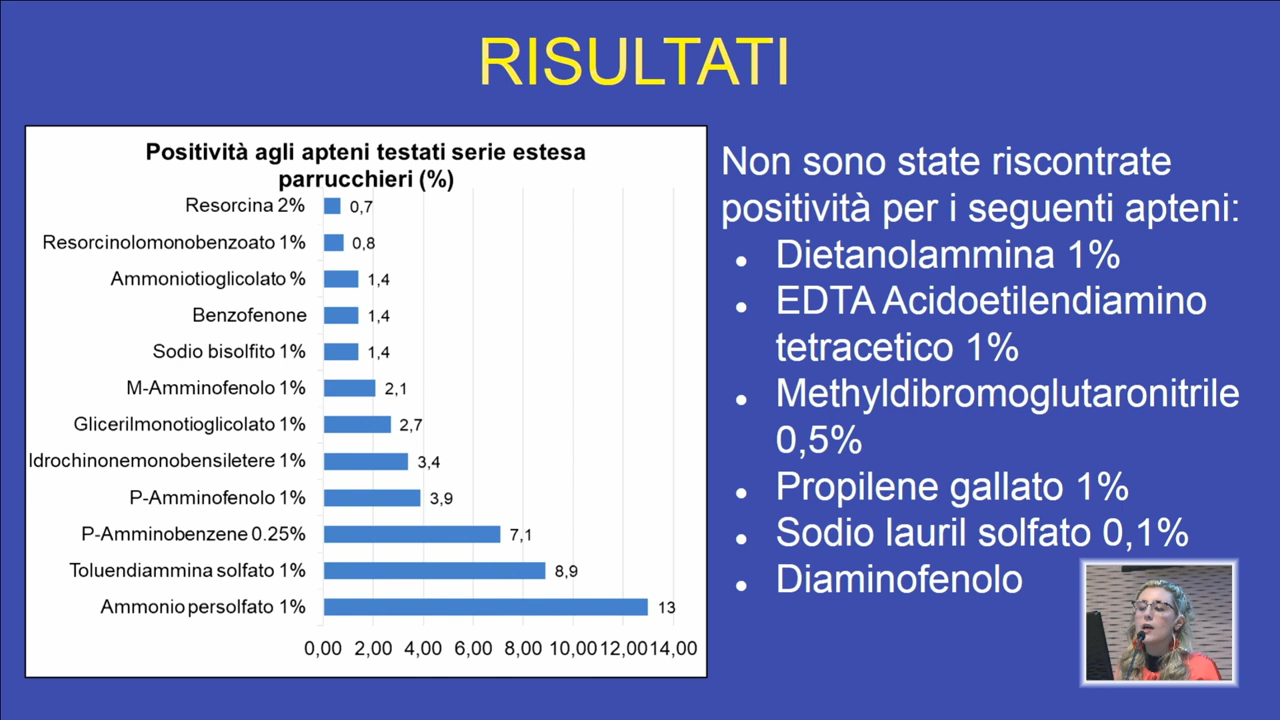 RISULTATI
Positività agli apteni testati serie estesa
parrucchieri (%)
Resorcina 2% 0,7
Resorcinolomonobenzoato 1% 0,8
Ammoniotioglicolato % 1,4
Benzofenone 1,4
Sodio bisolfito 1% 1,4
M-Amminofenolo 1% 2,1
Glicerilmonotioglicolato 1% 2,7
Idrochinonemonobensiletere 1% 3,4
P-Amminofenolo 1% 3,9
P-Amminobenzene 0.25% 7,1
Toluendiammina solfato 1% 8,9
Ammonio persolfato 1% 13
0,00 2,00 4,00 6,00 8,00 10,00 12,00 14,00
Non sono state riscontrate
positività per i seguenti apteni:
• Dietanolammina 1%
• EDTA Acidoetilendiamino
tetracetico 1%
• Methyldibromoglutaronitrile
0,5%
• Propilene gallato 1%
• Sodio lauril solfato 0,1%
• Diaminofenolo